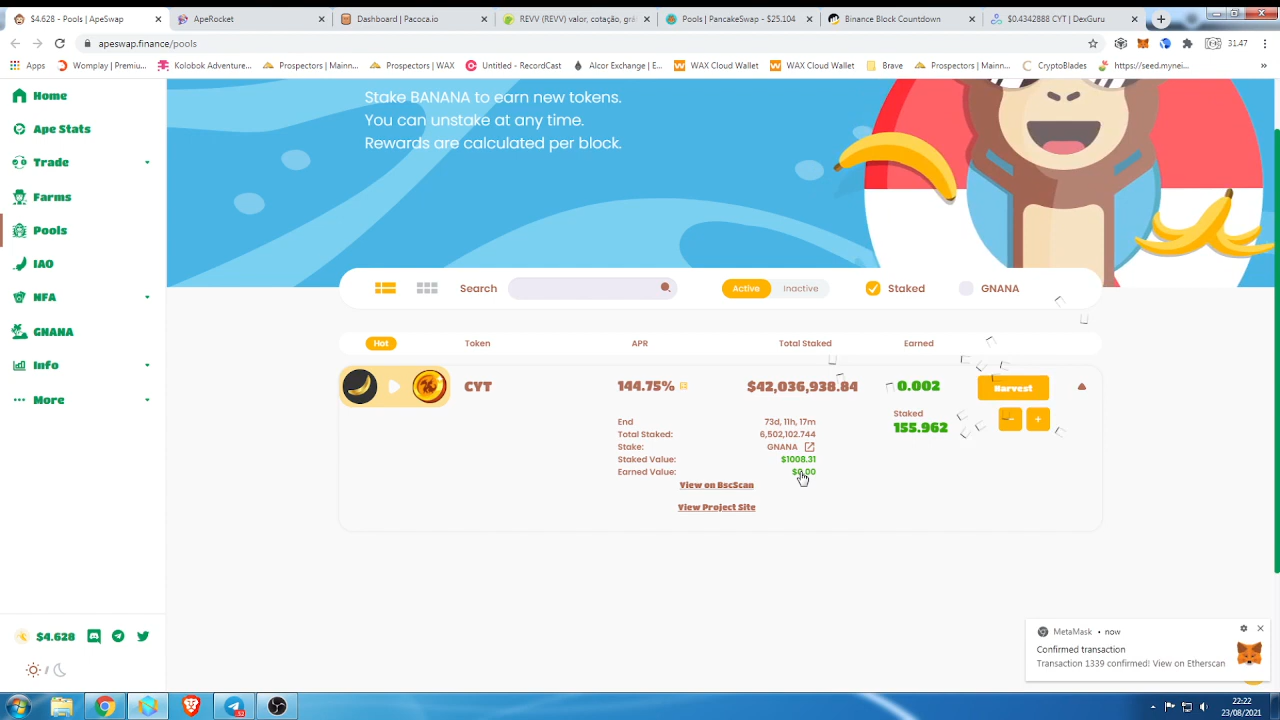 $4.628 - Pools | ApeSwap
ApeRocket
Dashboard | Pacoca.io
REVO
valor, cotação, grá
Pools | PancakeSwap - $25.104
Binance Block Countdown
$0.4342888 CYT | DexGuru
apeswap.finance/pools
31.47
Apps
Womplay | Premiu...
Kolobok Adventure...
Prospectors | Mainn...
Prospectors | WAX
Untitled - RecordCast
Alcor Exchange | E...
WAX Cloud Wallet
WAX Cloud Wallet
Brave
Prospectors | Mainn...
CryptoBlades
https://seed.mynei...
»
Home
Ape Stats
Trade
Farms
Pools
IAO
NFA
GNANA
Info
More
$4.628
/
Stake BANANA to earn new tokens.
You can unstake at any time.
Rewards are calculated per block.
Search
Active
Inactive
Staked
GNANA
Hot
Token
APR
Total Staked
Earned
CYT
144.75%
$42,036,938.84
0.002
Harvest
Staked
155.962
-
+
End
73d, 11h, 17m
Total Staked:
6,502,102.744
Stake:
GNANA
Staked Value:
$1008.31
Earned Value:
$0.00
View on BscScan
View Project Site
MetaMask • now
Confirmed transaction
Transaction 1339 confirmed! View on Etherscan
22:22
23/08/2021